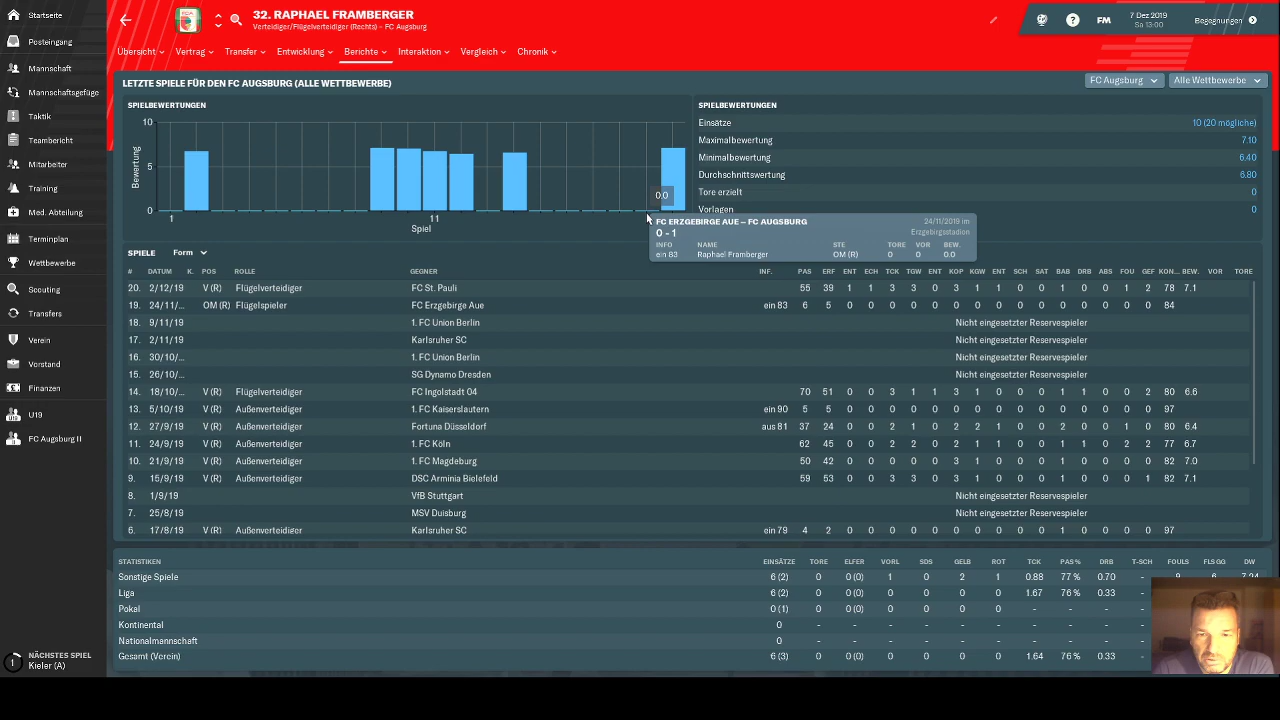 Startseite
Posteingang
Mannschaft
Mannschaftsgefüge
Taktik
Teambericht
Mitarbeiter
Training
Med. Abteilung
Terminplan
Wettbewerbe
Scouting
Transfers
Verein
Vorstand
Finanzen
U19
FC Augsburg II
1 NÄCHSTES SPIEL
Kieler (A)
32. RAPHAEL FRAMBERGER
Verteidiger/Flügelverteidiger (Rechts) – FC Augsburg
? FM 7 Dez 2019
Sa 13:00 Begegnungen
Übersicht Vertrag Transfer Entwicklung Berichte Interaktion Vergleich Chronik
LETZTE SPIELE FÜR DEN FC AUGSBURG (ALLE WETTBEWERBE) FC Augsburg Alle Wettbewerbe
SPIELBEWERTUNGEN
Bewertung
10
5
0
1 11
Spiel
0.0
SPIELBEWERTUNGEN
Einsätze 10 (20 mögliche)
Maximalbewertung 7.10
Minimalbewertung 6.40
Durchschnittswertung 6.80
Tore erzielt 0
Vorlagen 0
FC ERZGEBIRGE AUE – FC AUGSBURG 24/11/2019 im
0 - 1 Erzgebirgsstadion
INFO NAME STE TORE VOR BEW.
ein 83 Raphael Framberger OM (R) 0 0 0.0
SPIELE Form
# DATUM K. POS ROLLE GEGNER INF. PAS ERF ENT ECH TCK TGW ENT KOP KGW ENT SCH SAT BAB DRB ABS FOU GEF KON... BEW. VOR TORE
20. 2/12/19 V (R) Flügelverteidiger FC St. Pauli 55 39 1 1 3 3 0 3 1 1 0 0 1 0 0 1 2 78 7.1
19. 24/11/... OM (R) Flügelspieler FC Erzgebirge Aue ein 83 6 5 0 0 0 0 0 0 0 0 0 0 0 0 0 0 0 84
18. 9/11/19 1. FC Union Berlin Nicht eingesetzter Reservespieler
17. 2/11/19 Karlsruher SC Nicht eingesetzter Reservespieler
16. 30/10/... 1. FC Union Berlin Nicht eingesetzter Reservespieler
15. 26/10/... SG Dynamo Dresden Nicht eingesetzter Reservespieler
14. 18/10/... V (R) Flügelverteidiger FC Ingolstadt 04 70 51 0 0 3 1 1 3 1 0 0 0 1 1 0 0 2 80 6.6
13. 5/10/19 V (R) Außenverteidiger 1. FC Kaiserslautern ein 90 5 5 0 0 0 0 0 0 0 0 0 0 0 0 0 0 0 97
12. 27/9/19 V (R) Außenverteidiger Fortuna Düsseldorf aus 81 37 24 0 0 2 1 0 2 2 1 0 0 2 0 0 1 0 80 6.4
11. 24/9/19 V (R) Außenverteidiger 1. FC Köln 62 45 0 0 2 2 0 2 1 0 0 0 1 0 0 2 2 77 6.7
10. 21/9/19 V (R) Außenverteidiger 1. FC Magdeburg 50 42 0 0 0 0 0 3 1 0 0 0 0 0 0 0 0 82 7.0
9. 15/9/19 V (R) Außenverteidiger DSC Arminia Bielefeld 59 53 0 0 3 3 0 3 1 0 0 0 0 0 0 0 1 82 7.1
8. 1/9/19 VfB Stuttgart Nicht eingesetzter Reservespieler
7. 25/8/19 MSV Duisburg Nicht eingesetzter Reservespieler
6. 17/8/19 V (R) Außenverteidiger Karlsruher SC ein 79 4 2 0 0 0 0 0 0 0 0 0 0 0 0 0 0 0 97
STATISTIKEN EINSÄTZE TORE ELFER VORL SDS GELB ROT TCK PAS % DRB T-SCH FOULS FLS GG DW
Sonstige Spiele 6 (2) 0 0 (0) 1 0 2 1 0.88 77 % 0.70 - 9 6 7.24
Liga 6 (2) 0 0 (0) 0 0 0 0 1.67 76 % 0.33 -
Pokal 0 (1) 0 0 (0) 0 0 0 0 - - - -
Kontinental 0 - - - - - - - - - -
Nationalmannschaft 0 - - - - - - - - - -
Gesamt (Verein) 6 (3) 0 0 (0) 0 0 0 0 1.64 76 % 0.33 -